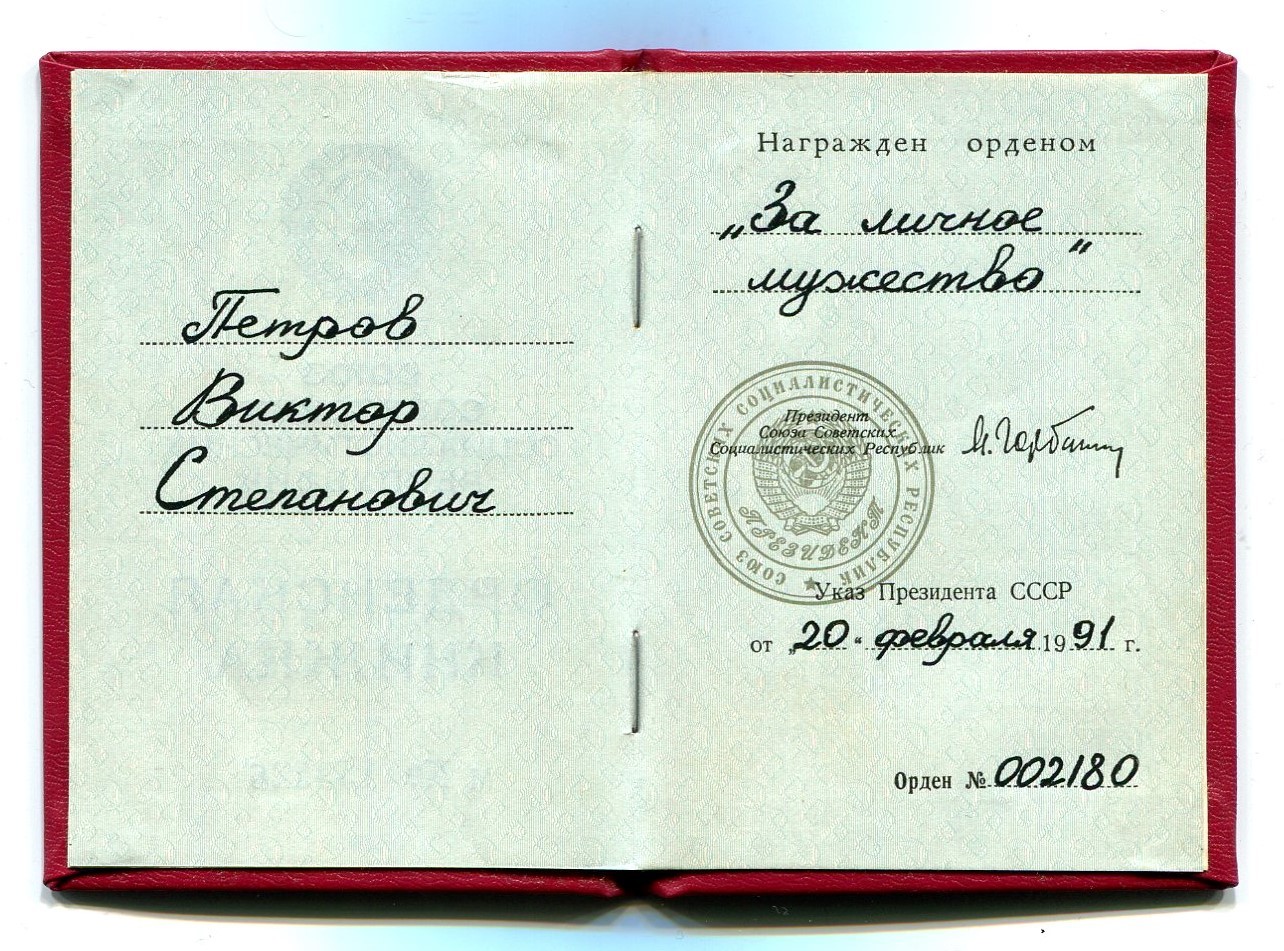 Петров
Виктор
Степанович
Награжден орденом
„За личное
мужество"
СОЮЗ СОВЕТСКИХ СОЦИАЛИСТИЧЕСКИХ РЕСПУБЛИК
Президент
Союза Советских
Социалистических Республик
М. Горбачев
ПРЕЗИДЕНТ
Указ Президента СССР
от „20" февраля 1991 г.
Орден № 002180